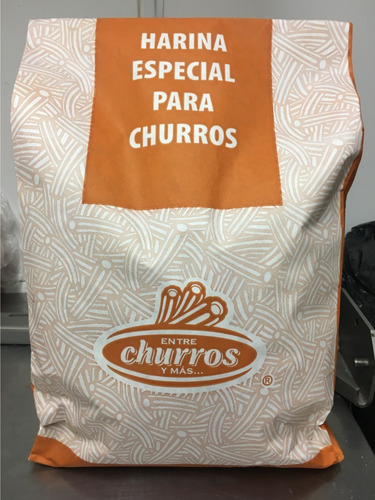 HARINA
ESPECIAL
PARA
CHURROS
ENTRE
churros
Y MÁS...
®